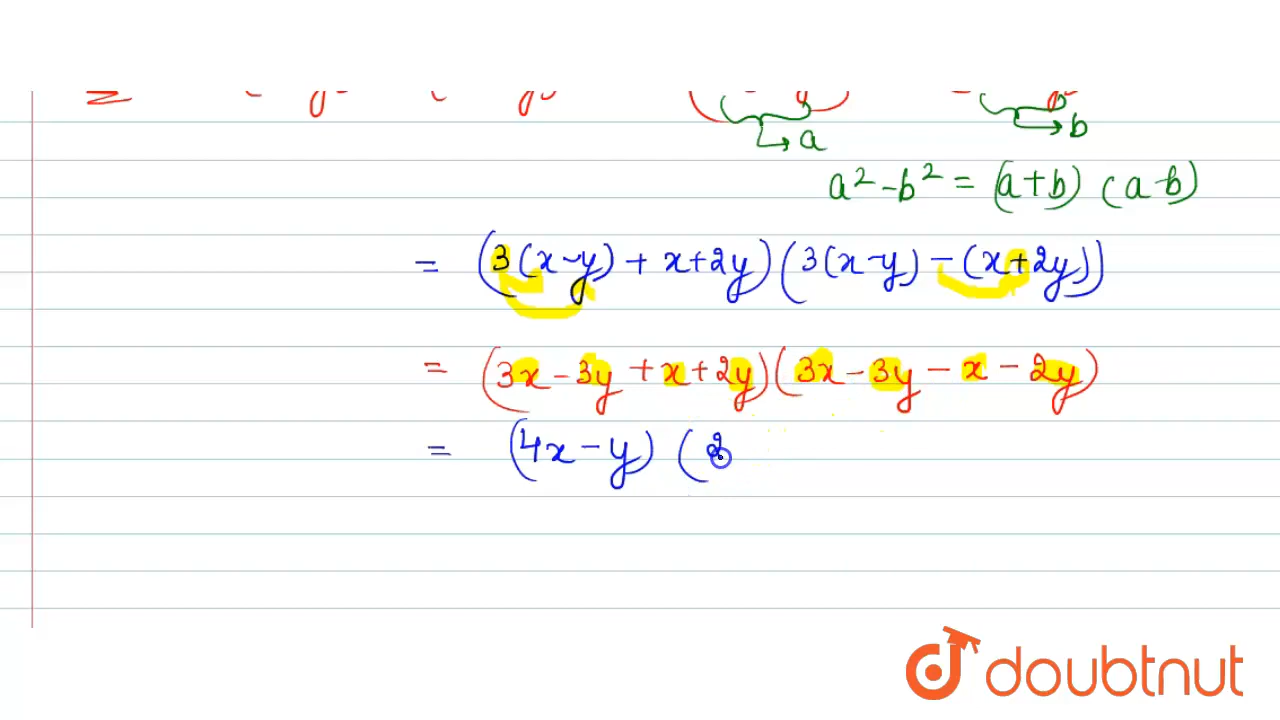 → a
→ b
a² - b² = (a+b) (a-b)
= (3(x-y) + x+2y) (3(x-y) - (x+2y))
= (3x - 3y + x + 2y) (3x - 3y - x - 2y)
= (4x - y) (2
doubtnut